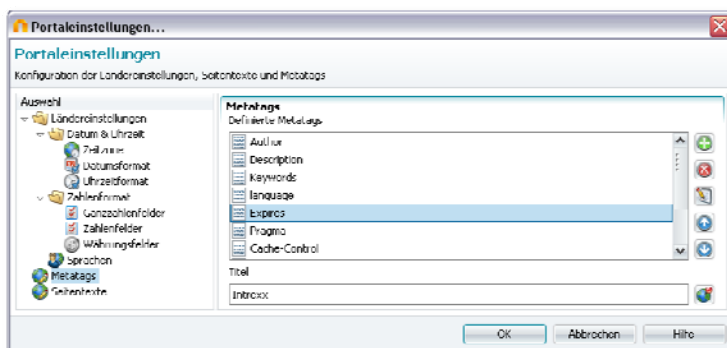 Portaleinstellungen...
Portaleinstellungen
Konfiguration der Ländereinstellungen, Seitentexte und Metatags
Auswahl
Ländereinstellungen
Datum & Uhrzeit
Zeitzone
Datumsformat
Uhrzeitformat
Zahlenformat
Ganzzahlenfelder
Zahlenfelder
Währungsfelder
Sprachen
Metatags
Seitentexte
Metatags
Definierte Metatags
Author
Description
Keywords
language
Expires
Pragma
Cache-Control
Titel
Intrexx
OK Abbrechen Hilfe